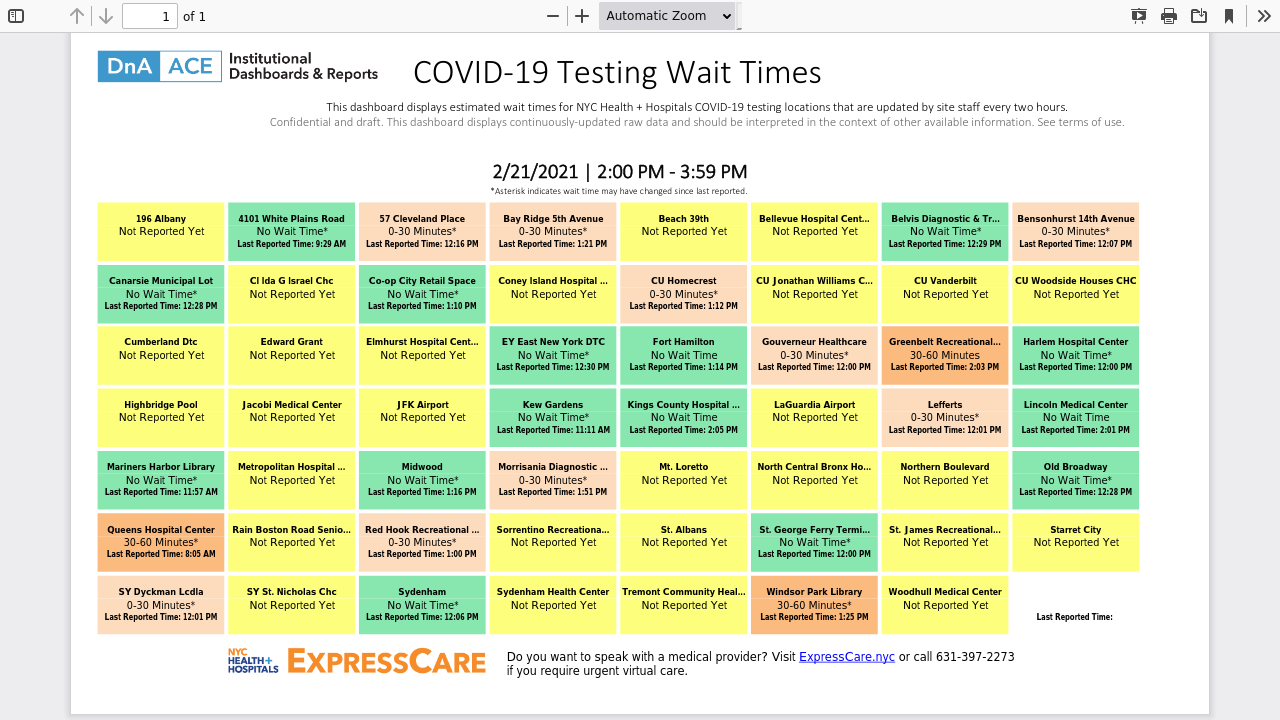 1 of 1
Automatic Zoom
DnA ACE Institutional
Dashboards & Reports
COVID-19 Testing Wait Times
This dashboard displays estimated wait times for NYC Health + Hospitals COVID-19 testing locations that are updated by site staff every two hours.
Confidential and draft. This dashboard displays continuously-updated raw data and should be interpreted in the context of other available information. See terms of use.
2/21/2021 | 2:00 PM - 3:59 PM
*Asterisk indicates wait time may have changed since last reported.
196 Albany
Not Reported Yet
4101 White Plains Road
No Wait Time*
Last Reported Time: 9:29 AM
57 Cleveland Place
0-30 Minutes*
Last Reported Time: 12:16 PM
Bay Ridge 5th Avenue
0-30 Minutes*
Last Reported Time: 1:21 PM
Beach 39th
Not Reported Yet
Bellevue Hospital Cent...
Not Reported Yet
Belvis Diagnostic & Tr...
No Wait Time*
Last Reported Time: 12:29 PM
Bensonhurst 14th Avenue
0-30 Minutes*
Last Reported Time: 12:07 PM
Canarsie Municipal Lot
No Wait Time*
Last Reported Time: 12:28 PM
CI Ida G Israel Chc
Not Reported Yet
Co-op City Retail Space
No Wait Time*
Last Reported Time: 1:10 PM
Coney Island Hospital ...
Not Reported Yet
CU Homecrest
0-30 Minutes*
Last Reported Time: 1:12 PM
CU Jonathan Williams C...
Not Reported Yet
CU Vanderbilt
Not Reported Yet
CU Woodside Houses CHC
Not Reported Yet
Cumberland Dtc
Not Reported Yet
Edward Grant
Not Reported Yet
Elmhurst Hospital Cent...
Not Reported Yet
EY East New York DTC
No Wait Time*
Last Reported Time: 12:30 PM
Fort Hamilton
No Wait Time
Last Reported Time: 1:14 PM
Gouverneur Healthcare
0-30 Minutes*
Last Reported Time: 12:00 PM
Greenbelt Recreational...
30-60 Minutes
Last Reported Time: 2:03 PM
Harlem Hospital Center
No Wait Time*
Last Reported Time: 12:00 PM
Highbridge Pool
Not Reported Yet
Jacobi Medical Center
Not Reported Yet
JFK Airport
Not Reported Yet
Kew Gardens
No Wait Time*
Last Reported Time: 11:11 AM
Kings County Hospital ...
No Wait Time
Last Reported Time: 2:05 PM
LaGuardia Airport
Not Reported Yet
Lefferts
0-30 Minutes*
Last Reported Time: 12:01 PM
Lincoln Medical Center
No Wait Time
Last Reported Time: 2:01 PM
Mariners Harbor Library
No Wait Time*
Last Reported Time: 11:57 AM
Metropolitan Hospital ...
Not Reported Yet
Midwood
No Wait Time*
Last Reported Time: 1:16 PM
Morrisania Diagnostic ...
0-30 Minutes*
Last Reported Time: 1:51 PM
Mt. Loretto
Not Reported Yet
North Central Bronx Ho...
Not Reported Yet
Northern Boulevard
Not Reported Yet
Old Broadway
No Wait Time*
Last Reported Time: 12:28 PM
Queens Hospital Center
30-60 Minutes*
Last Reported Time: 8:05 AM
Rain Boston Road Senio...
Not Reported Yet
Red Hook Recreational ...
0-30 Minutes*
Last Reported Time: 1:00 PM
Sorrentino Recreationa...
Not Reported Yet
St. Albans
Not Reported Yet
St. George Ferry Termi...
No Wait Time*
Last Reported Time: 12:00 PM
St. James Recreational...
Not Reported Yet
Starret City
Not Reported Yet
SY Dyckman Lcdla
0-30 Minutes*
Last Reported Time: 12:01 PM
SY St. Nicholas Chc
Not Reported Yet
Sydenham
No Wait Time*
Last Reported Time: 12:06 PM
Sydenham Health Center
Not Reported Yet
Tremont Community Heal...
Not Reported Yet
Windsor Park Library
30-60 Minutes*
Last Reported Time: 1:25 PM
Woodhull Medical Center
Not Reported Yet
Last Reported Time:
NYC
HEALTH+
HOSPITALS
EXPRESSCARE
Do you want to speak with a medical provider? Visit ExpressCare.nyc or call 631-397-2273
if you require urgent virtual care.